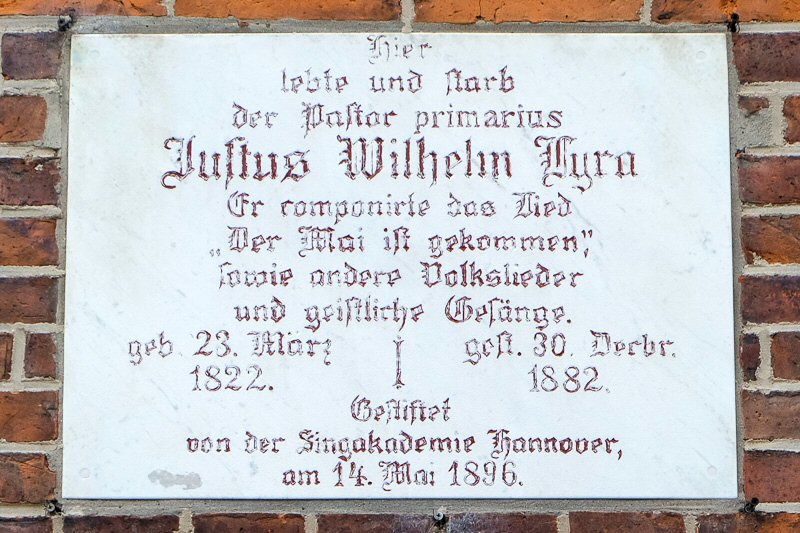 Hier
lebte und starb
der Pastor primarius
Justus Wilhelm Lyra
Er componirte das Lied
„Der Mai ist gekommen”,
sowie andere Volkslieder
und geistliche Gesänge.
geb. 23. März gest. 30. Decbr.
1822. 1882.
Gestiftet
von der Singakademie Hannover,
am 14. Mai 1896.